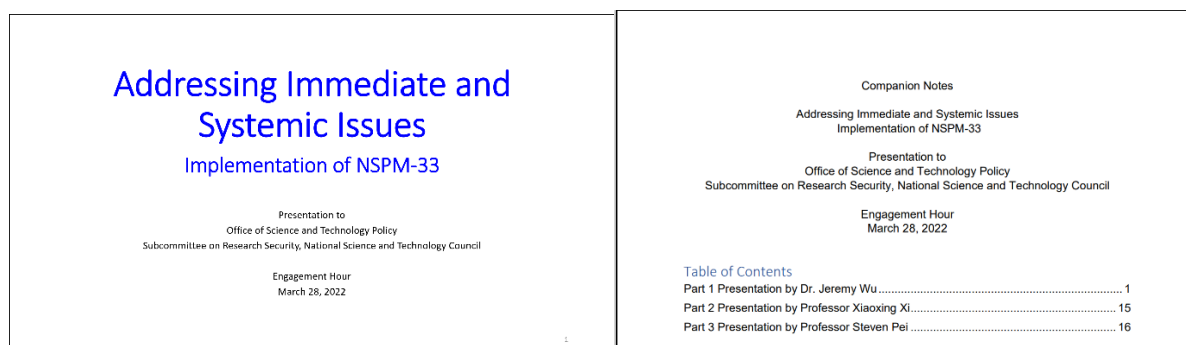 Addressing Immediate and
Systemic Issues
Implementation of NSPM-33
Presentation to
Office of Science and Technology Policy
Subcommittee on Research Security, National Science and Technology Council
Engagement Hour
March 28, 2022
1
Companion Notes
Addressing Immediate and Systemic Issues
Implementation of NSPM-33
Presentation to
Office of Science and Technology Policy
Subcommittee on Research Security, National Science and Technology Council
Engagement Hour
March 28, 2022
Table of Contents
Part 1 Presentation by Dr. Jeremy Wu ........................................................................ 1
Part 2 Presentation by Professor Xiaoxing Xi ........................................................................ 15
Part 3 Presentation by Professor Steven Pei ........................................................................ 16